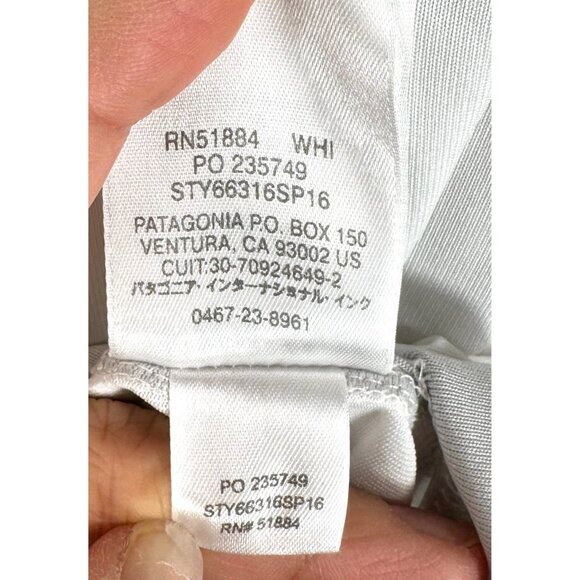 RN51884 WHI
PO 235749
STY66316SP16
PATAGONIA P.O. BOX 150
VENTURA, CA 93002 US
CUIT:30-70924649-2
パタゴニア・インターナショナル・インク
0467-23-8961
PO 235749
STY66316SP16
RN# 51884